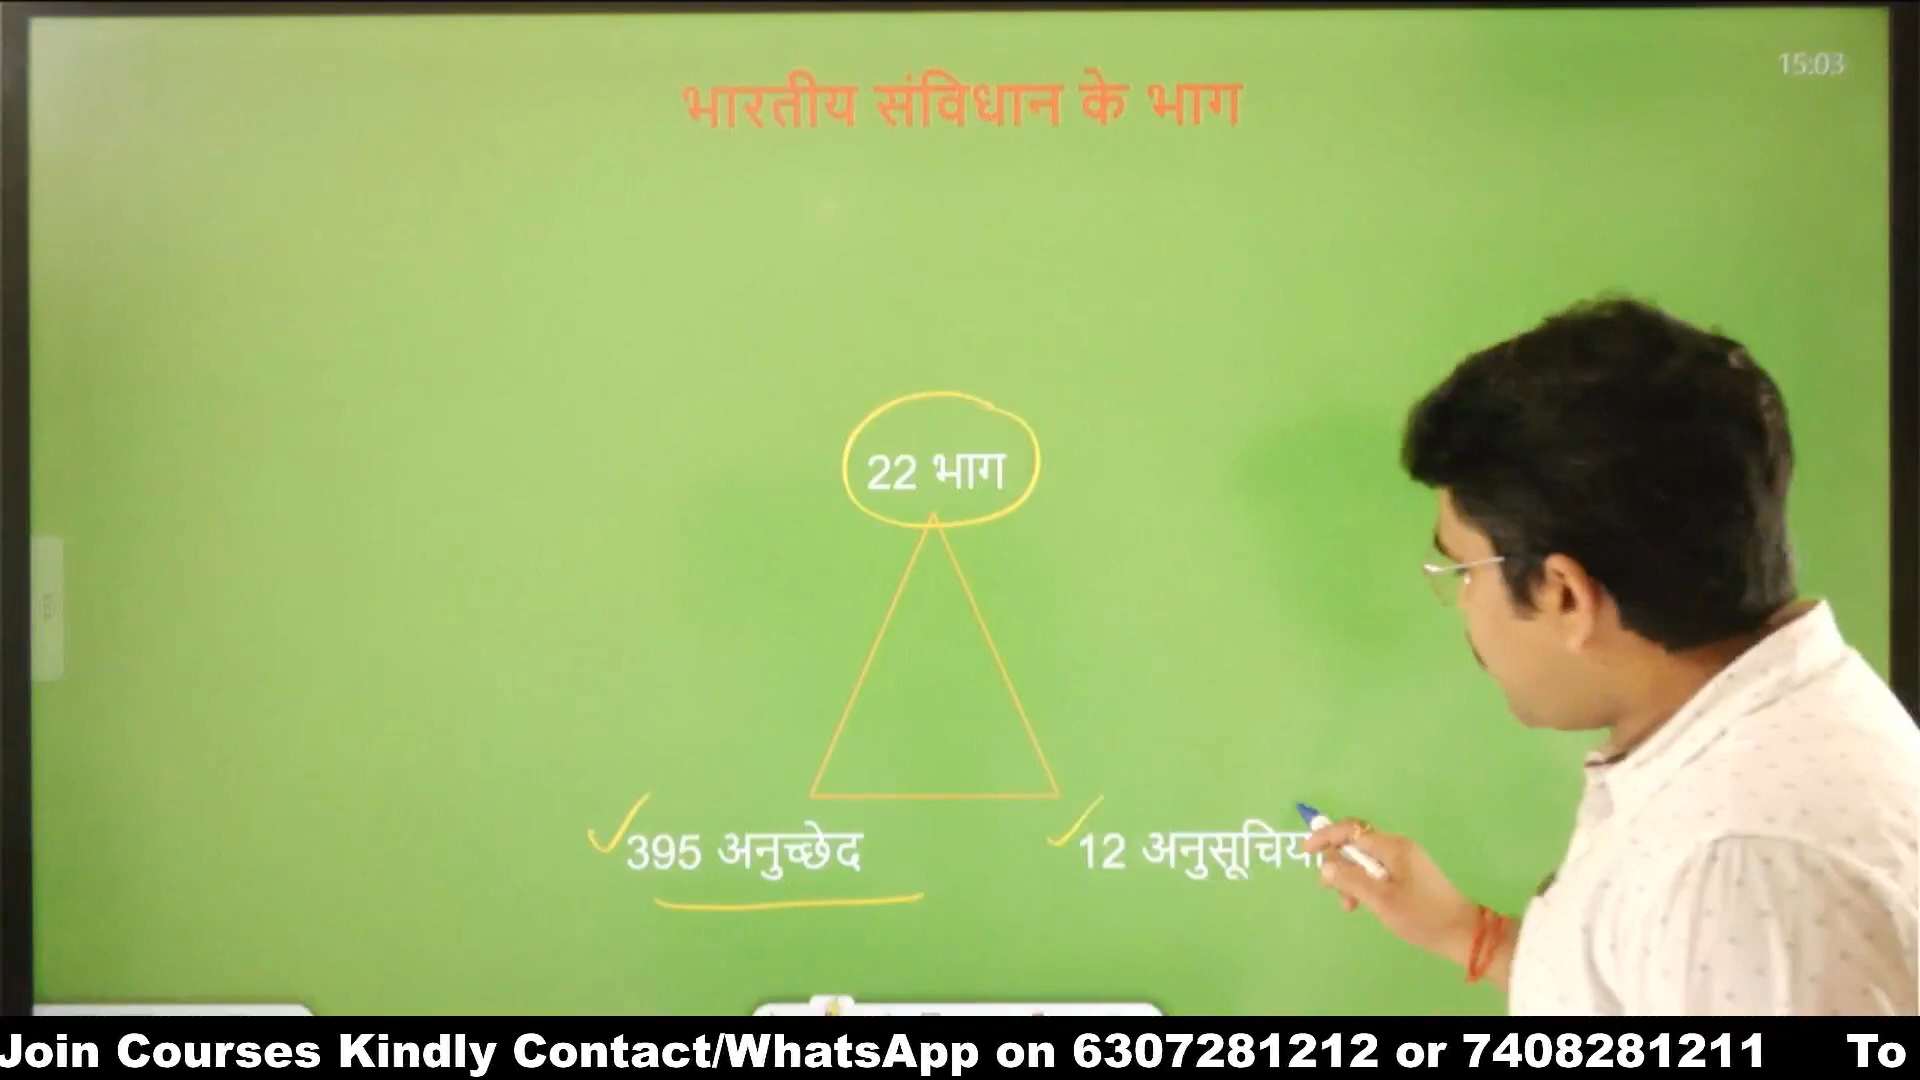 15:03
भारतीय संविधान के भाग
22 भाग
395 अनुच्छेद
12 अनुसूचिया
Join Courses Kindly Contact/WhatsApp on 6307281212 or 7408281211 To